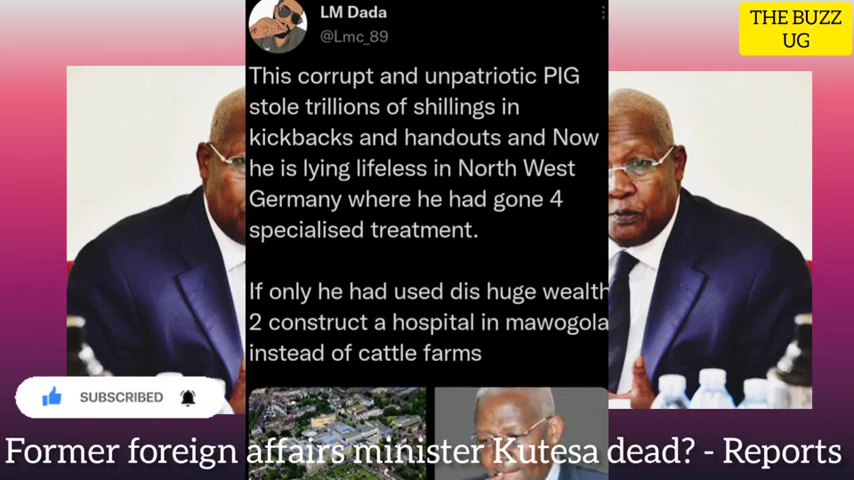 LM Dada
@Lmc_89
THE BUZZ
UG
This corrupt and unpatriotic PIG
stole trillions of shillings in
kickbacks and handouts and Now
he is lying lifeless in North West
Germany where he had gone 4
specialised treatment.
If only he had used dis huge wealth
2 construct a hospital in mawogola
instead of cattle farms
SUBSCRIBED
Former foreign affairs minister Kutesa dead? - Reports